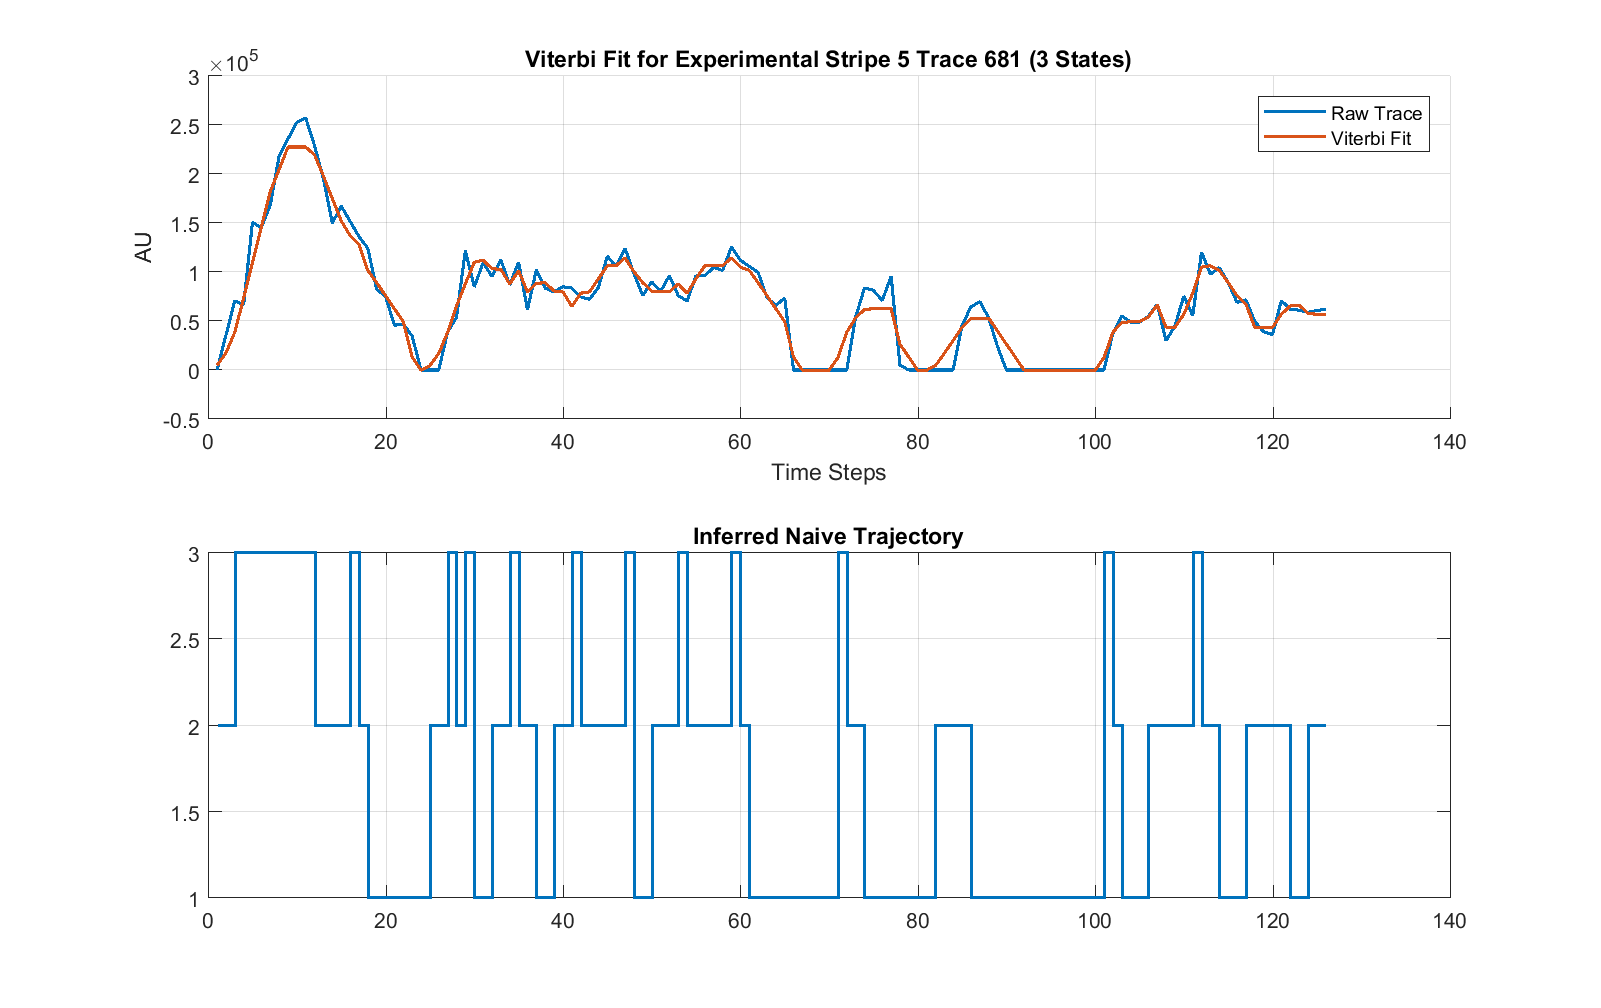 Viterbi Fit for Experimental Stripe 5 Trace 681 (3 States)
×10^5
3
2.5
2
1.5
1
0.5
0
-0.5
AU
Raw Trace
Viterbi Fit
0 20 40 60 80 100 120 140
Time Steps
Inferred Naive Trajectory
3
2.5
2
1.5
1
0 20 40 60 80 100 120 140